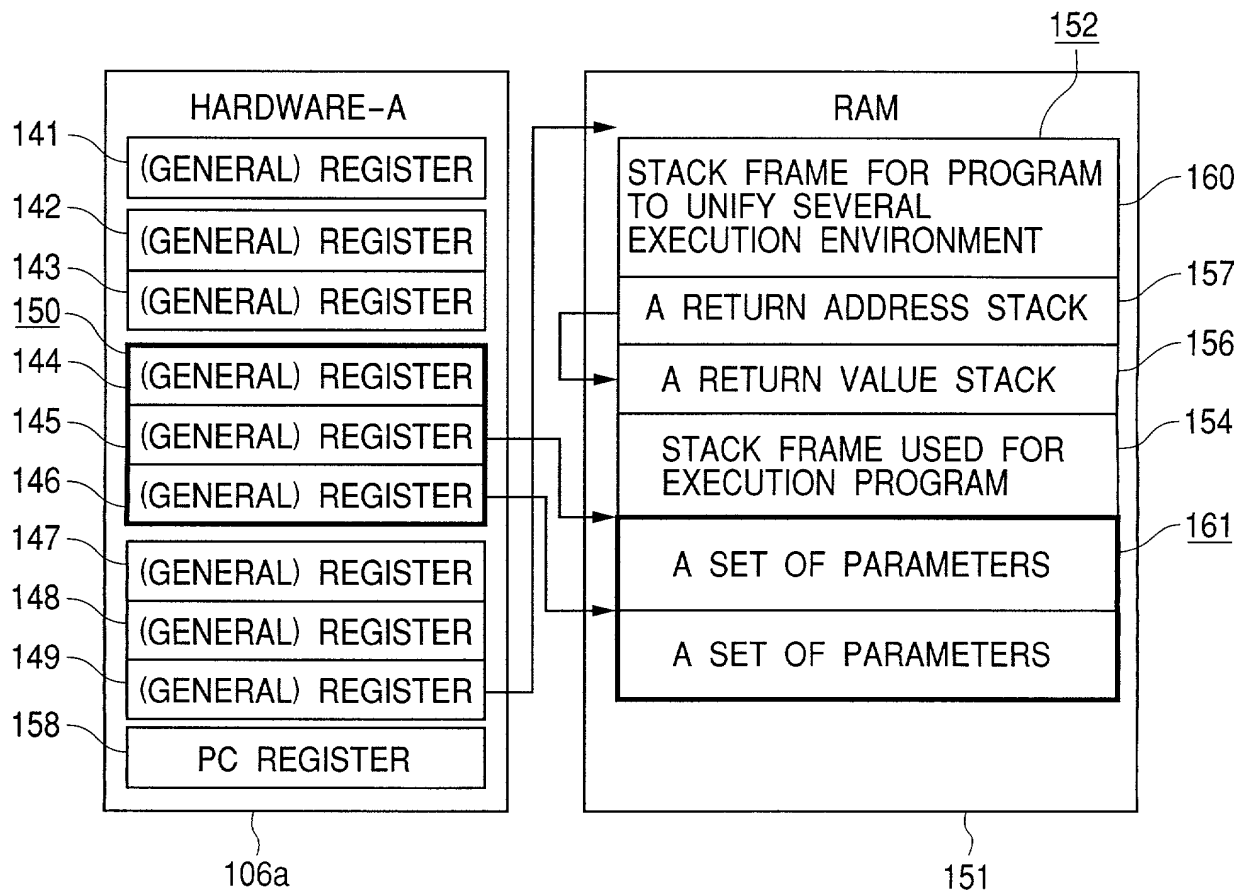 152
HARDWARE-A
RAM
141
(GENERAL) REGISTER
142
(GENERAL) REGISTER
143
(GENERAL) REGISTER
150
144
(GENERAL) REGISTER
145
(GENERAL) REGISTER
146
(GENERAL) REGISTER
147
(GENERAL) REGISTER
148
(GENERAL) REGISTER
149
(GENERAL) REGISTER
158
PC REGISTER
106a
STACK FRAME FOR PROGRAM
TO UNIFY SEVERAL
EXECUTION ENVIRONMENT
160
A RETURN ADDRESS STACK
157
A RETURN VALUE STACK
156
STACK FRAME USED FOR
EXECUTION PROGRAM
154
A SET OF PARAMETERS
161
A SET OF PARAMETERS
151